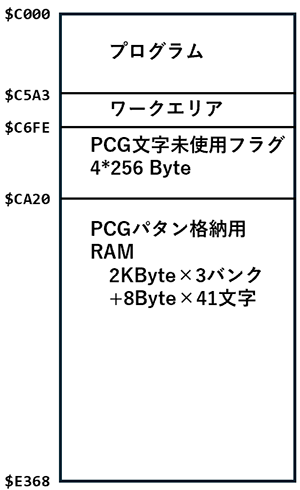 $C000
プログラム
$C5A3
ワークエリア
$C6FE
PCG文字未使用フラグ
4*256 Byte
$CA20
PCGパタン格納用
RAM
2KByte×3バンク
+8Byte×41文字
$E368